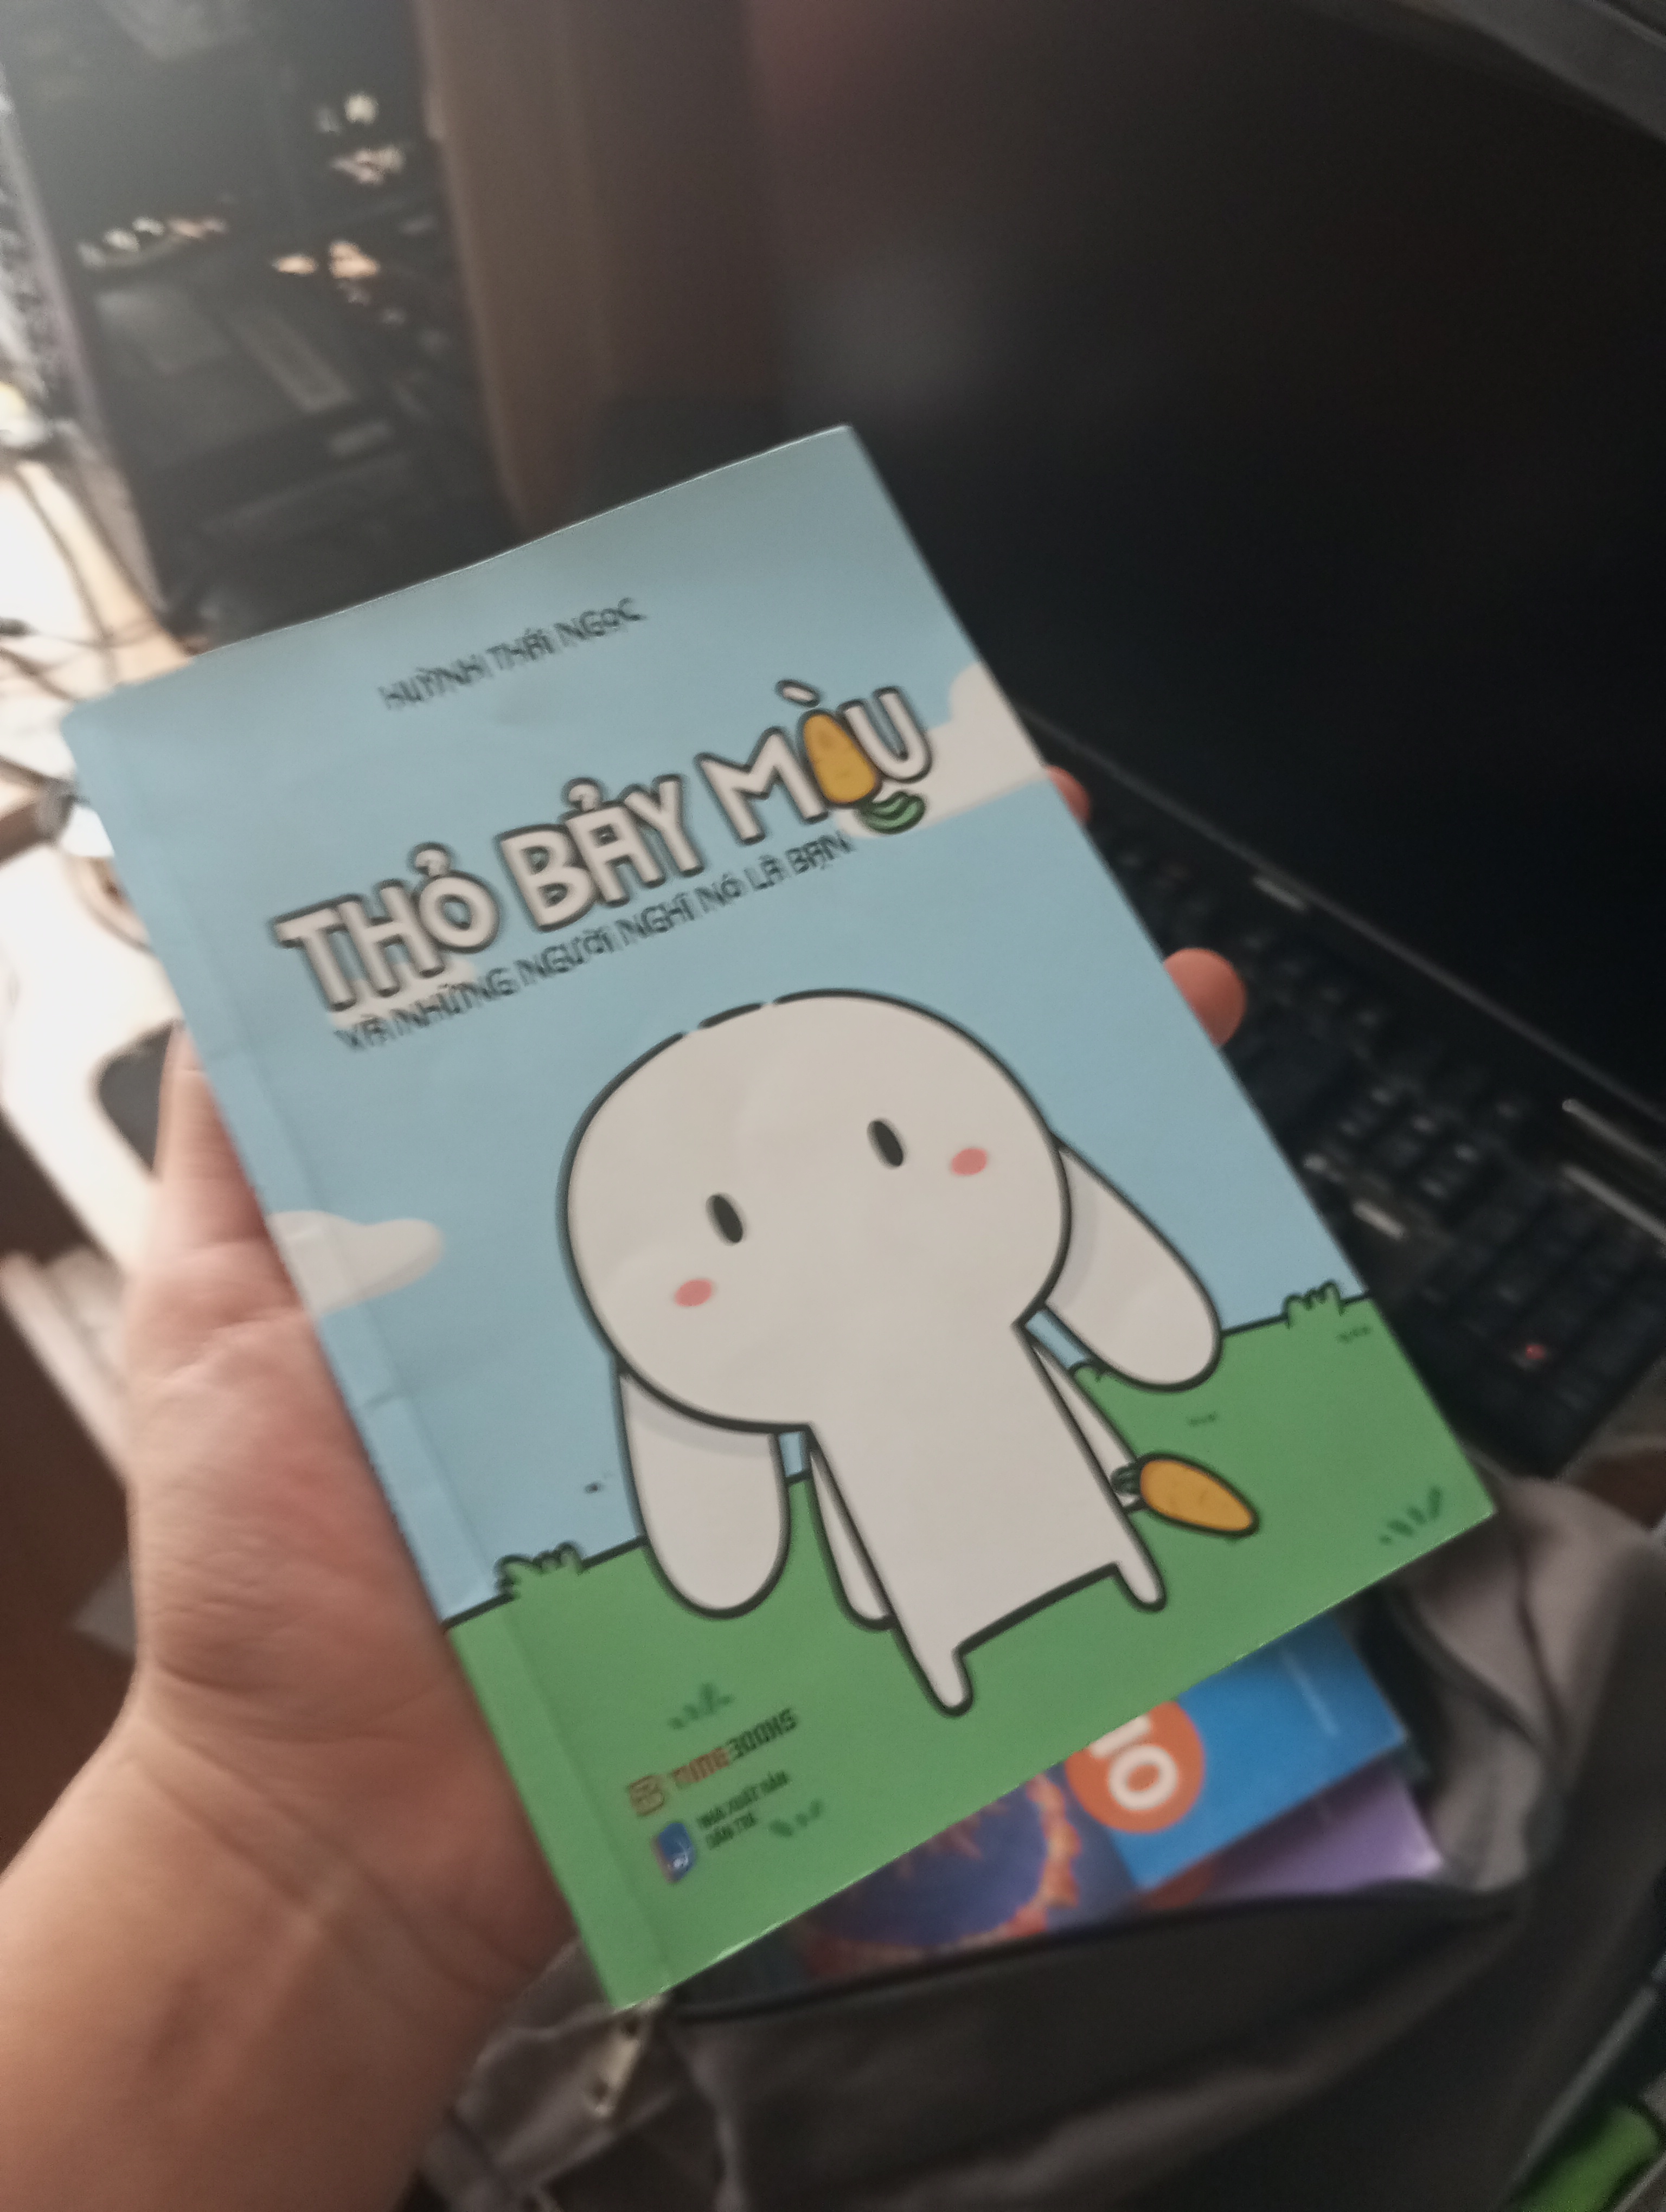 HUỲNH THÁI NGỌC
THỎ BẢY MÀU
VÀ NHỮNG NGƯỜI NGHĨ NÓ LÀ BẠN
TIMEBOOKS
NHÀ XUẤT BẢN
DÂN TRÍ
10